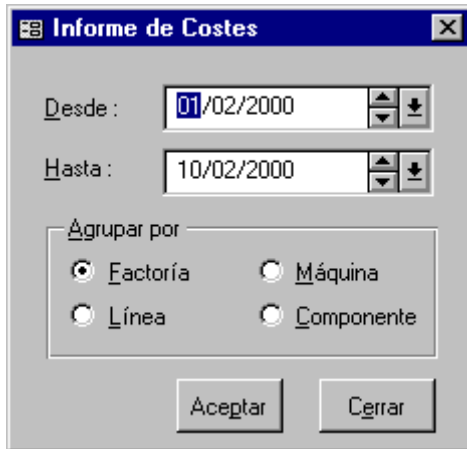 Informe de Costes
Desde : 01/02/2000
Hasta : 10/02/2000
Agrupar por
Factoría Máquina
Línea Componente
Aceptar Cerrar